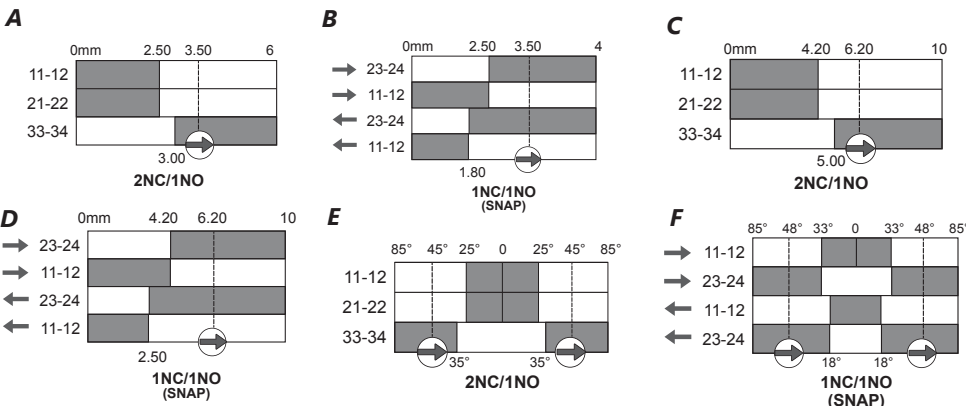 A
0mm 2.50 3.50 6
11-12
21-22
33-34
3.00
2NC/1NO
B
0mm 2.50 3.50 4
23-24
11-12
23-24
11-12
1.80
1NC/1NO
(SNAP)
C
0mm 4.20 6.20 10
11-12
21-22
33-34
5.00
2NC/1NO
D
0mm 4.20 6.20 10
23-24
11-12
23-24
11-12
2.50
1NC/1NO
(SNAP)
E
85° 45° 25° 0 25° 45° 85°
11-12
21-22
33-34
35° 35°
2NC/1NO
F
85° 48° 33° 0 33° 48° 85°
11-12
23-24
11-12
23-24
18° 18°
1NC/1NO
(SNAP)